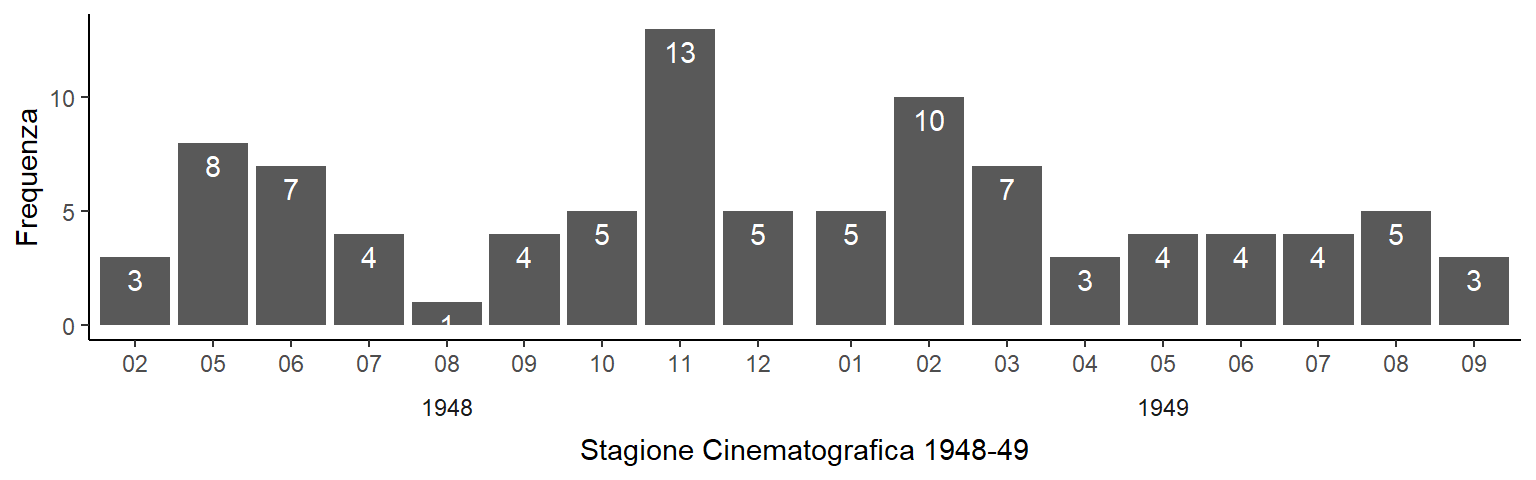 Frequenza
10
5
0
3 8 7 4 1 4 5 13 5 5 10 7 3 4 4 4 5 3
02 05 06 07 08 09 10 11 12 01 02 03 04 05 06 07 08 09
1948 1949
Stagione Cinematografica 1948-49